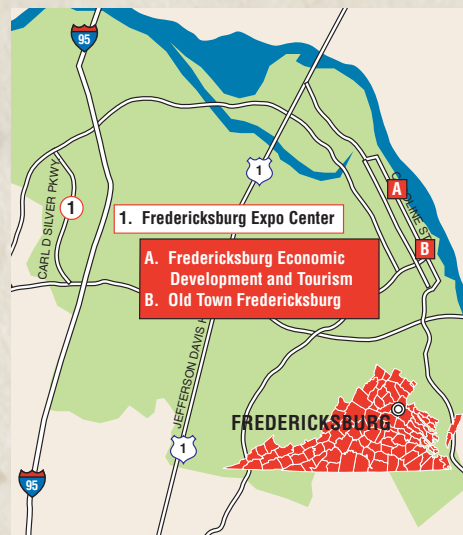 95
1
CARL D SILVER PKWY
1
A
CAROLINE ST
B
1. Fredericksburg Expo Center
A. Fredericksburg Economic
Development and Tourism
B. Old Town Fredericksburg
JEFFERSON DAVIS
FREDERICKSBURG
1
95